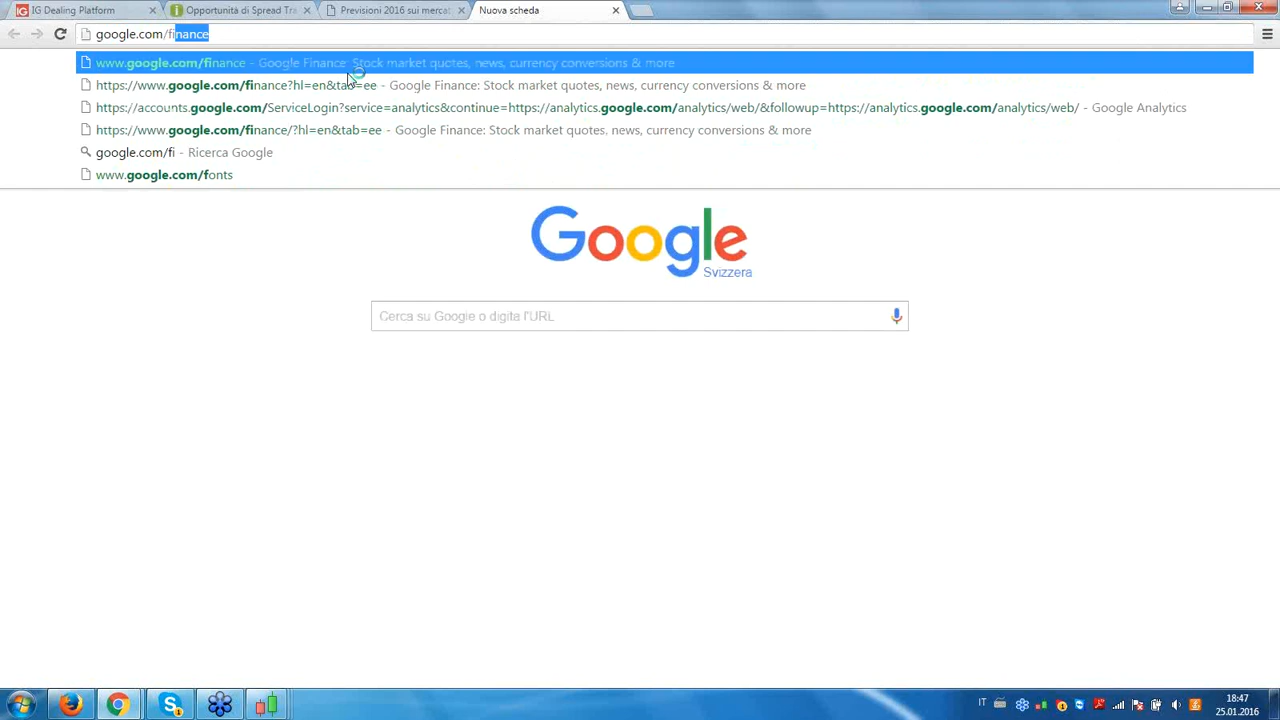 IG Dealing Platform
Opportunità di Spread Tra
Previsioni 2016 sui mercat
Nuova scheda
google.com/finance
www.google.com/finance - Google Finance: Stock market quotes, news, currency conversions & more
https://www.google.com/finance?hl=en&tab=ee - Google Finance: Stock market quotes, news, currency conversions & more
https://accounts.google.com/ServiceLogin?service=analytics&continue=https://analytics.google.com/analytics/web/&followup=https://analytics.google.com/analytics/web/ - Google Analytics
https://www.google.com/finance/?hl=en&tab=ee - Google Finance: Stock market quotes, news, currency conversions & more
google.com/fi - Ricerca Google
www.google.com/fonts
Google
Svizzera
Cerca su Google o digita l'URL
IT
18:47
25.01.2016